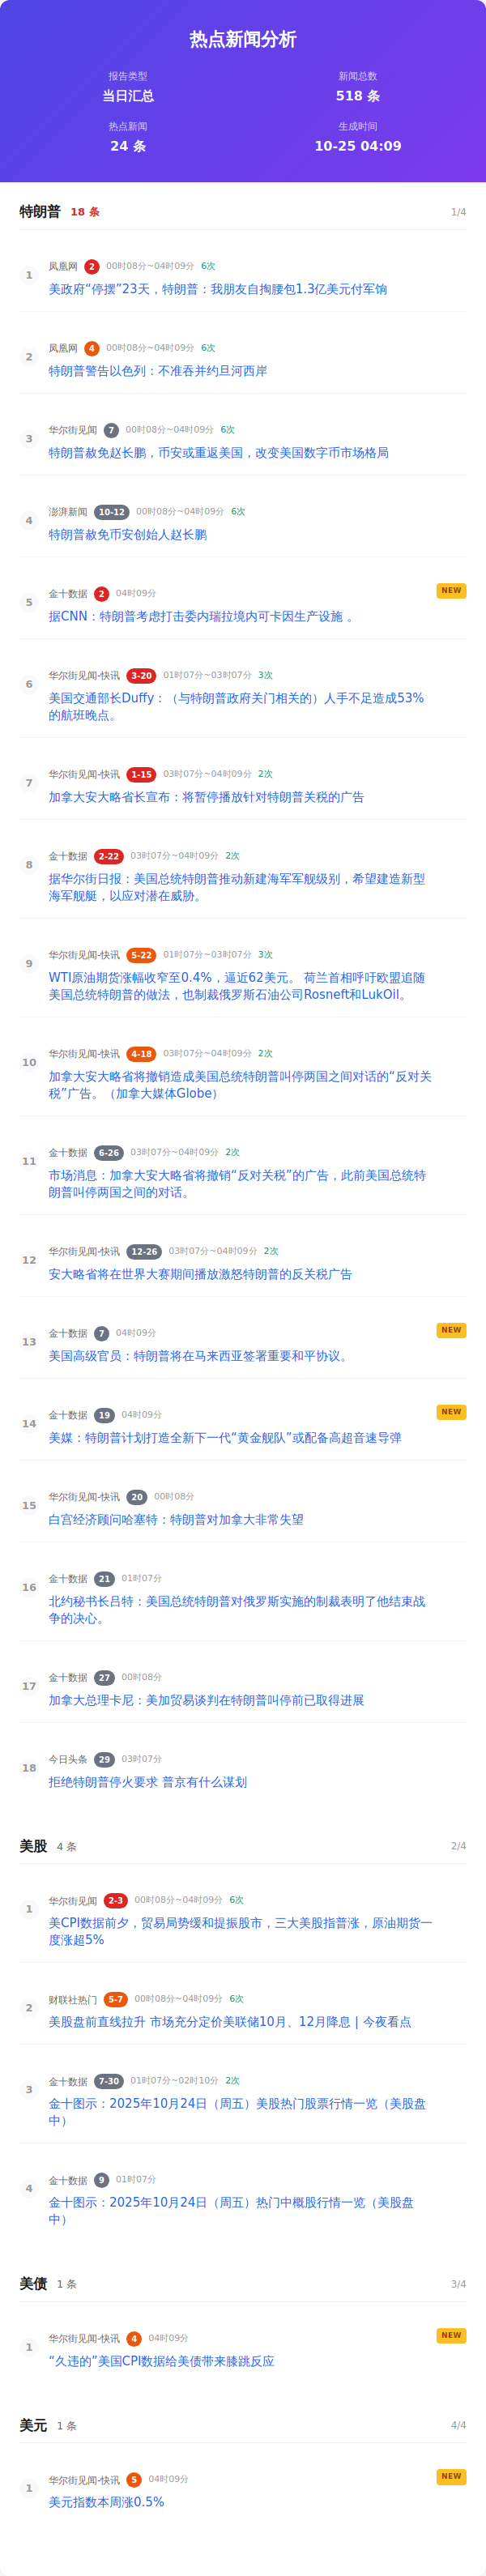 热点新闻分析
报告类型
新闻总数
当日汇总
518 条
热点新闻
生成时间
24 条
10-25 04:09
特朗普 18 条 1/4
1
凤凰网 2 00时08分~04时09分 6次
美政府“停摆”23天，特朗普：我朋友自掏腰包1.3亿美元付军饷
2
凤凰网 4 00时08分~04时09分 6次
特朗普警告以色列：不准吞并约旦河西岸
3
华尔街见闻 7 00时08分~04时09分 6次
特朗普赦免赵长鹏，币安或重返美国，改变美国数字币市场格局
4
澎湃新闻 10-12 00时08分~04时09分 6次
特朗普赦免币安创始人赵长鹏
5
金十数据 2 04时09分 NEW
据CNN：特朗普考虑打击委内瑞拉境内可卡因生产设施 。
6
华尔街见闻-快讯 3-20 01时07分~03时07分 3次
美国交通部长Duffy：（与特朗普政府关门相关的）人手不足造成53%
的航班晚点。
7
华尔街见闻-快讯 1-15 03时07分~04时09分 2次
加拿大安大略省长宣布：将暂停播放针对特朗普关税的广告
8
金十数据 2-22 03时07分~04时09分 2次
据华尔街日报：美国总统特朗普推动新建海军军舰级别，希望建造新型
海军舰艇，以应对潜在威胁。
9
华尔街见闻-快讯 5-22 01时07分~03时07分 3次
WTI原油期货涨幅收窄至0.4%，逼近62美元。 荷兰首相呼吁欧盟追随
美国总统特朗普的做法，也制裁俄罗斯石油公司Rosneft和LukOil。
10
华尔街见闻-快讯 4-18 03时07分~04时09分 2次
加拿大安大略省将撤销造成美国总统特朗普叫停两国之间对话的“反对关
税”广告。（加拿大媒体Globe）
11
金十数据 6-26 03时07分~04时09分 2次
市场消息：加拿大安大略省将撤销“反对关税”的广告，此前美国总统特
朗普叫停两国之间的对话。
12
华尔街见闻-快讯 12-26 03时07分~04时09分 2次
安大略省将在世界大赛期间播放激怒特朗普的反关税广告
13
金十数据 7 04时09分 NEW
美国高级官员：特朗普将在马来西亚签署重要和平协议。
14
金十数据 19 04时09分 NEW
美媒：特朗普计划打造全新下一代“黄金舰队”或配备高超音速导弹
15
华尔街见闻-快讯 20 00时08分
白宫经济顾问哈塞特：特朗普对加拿大非常失望
16
金十数据 21 01时07分
北约秘书长吕特：美国总统特朗普对俄罗斯实施的制裁表明了他结束战
争的决心。
17
金十数据 27 00时08分
加拿大总理卡尼：美加贸易谈判在特朗普叫停前已取得进展
18
今日头条 29 03时07分
拒绝特朗普停火要求 普京有什么谋划
美股 4 条 2/4
1
华尔街见闻 2-3 00时08分~04时09分 6次
美CPI数据前夕，贸易局势缓和提振股市，三大美股指普涨，原油期货一
度涨超5%
2
财联社热门 5-7 00时08分~04时09分 6次
美股盘前直线拉升 市场充分定价美联储10月、12月降息 | 今夜看点
3
金十数据 7-30 01时07分~02时10分 2次
金十图示：2025年10月24日（周五）美股热门股票行情一览（美股盘
中）
4
金十数据 9 01时07分
金十图示：2025年10月24日（周五）热门中概股行情一览（美股盘
中）
美债 1 条 3/4
1
华尔街见闻-快讯 4 04时09分 NEW
“久违的”美国CPI数据给美债带来膝跳反应
美元 1 条 4/4
1
华尔街见闻-快讯 5 04时09分 NEW
美元指数本周涨0.5%